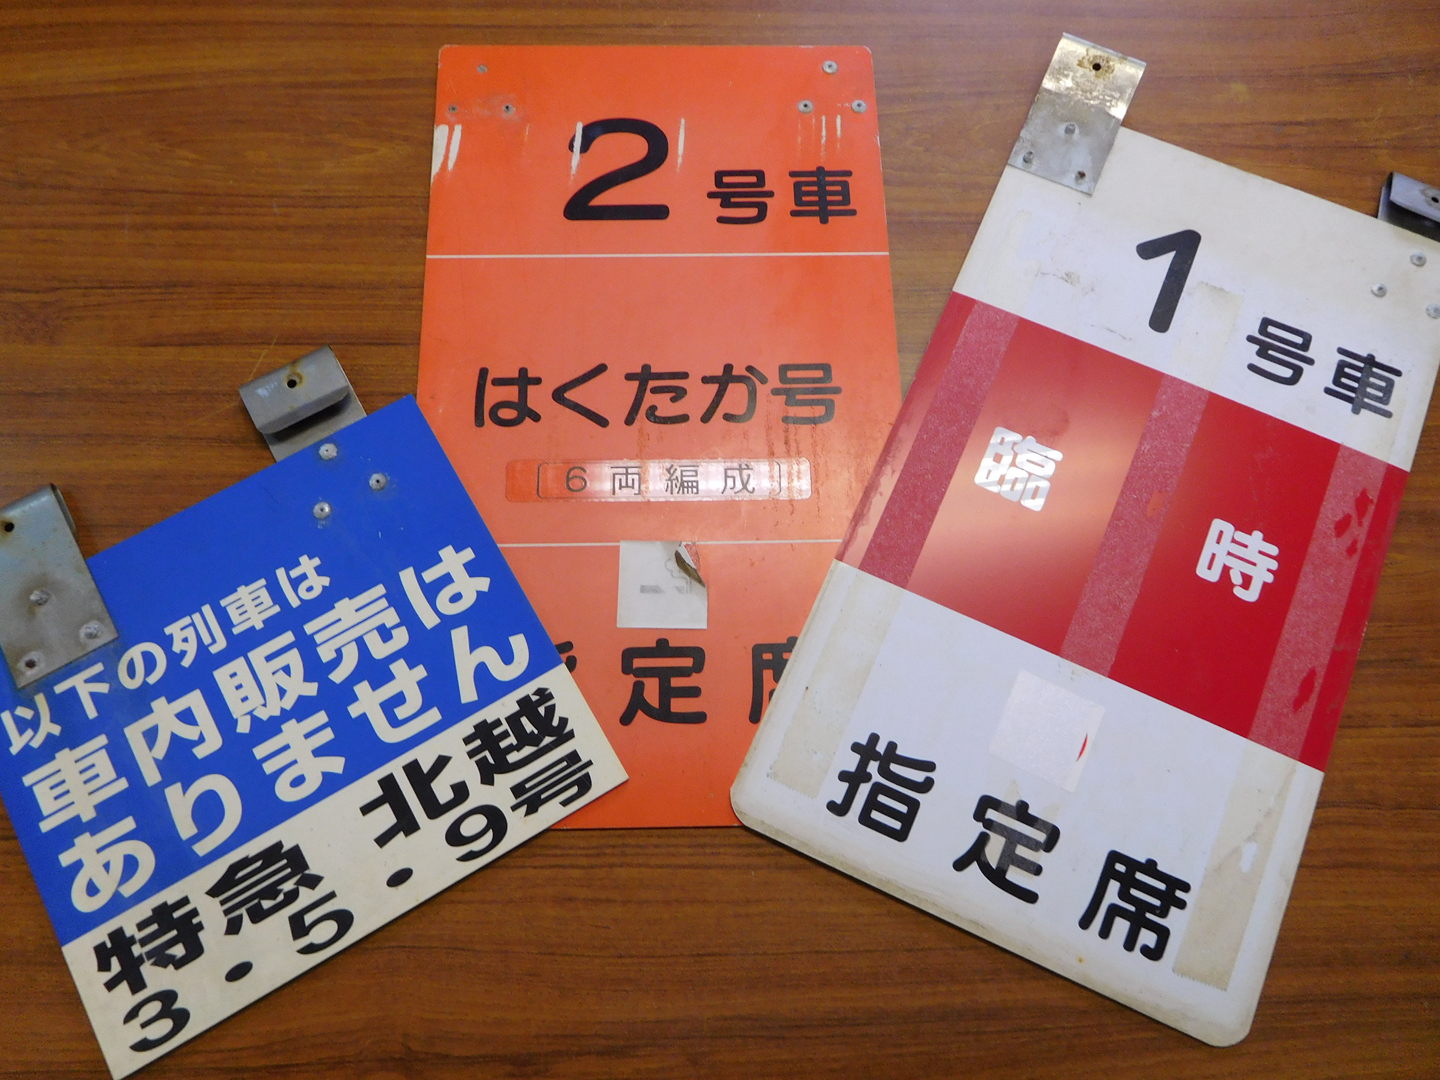 以下の列車は
車内販売は
ありません
特急 北越
3・5・9号
2号車
はくたか号
6両編成
指定席
1号車
臨時
指定席